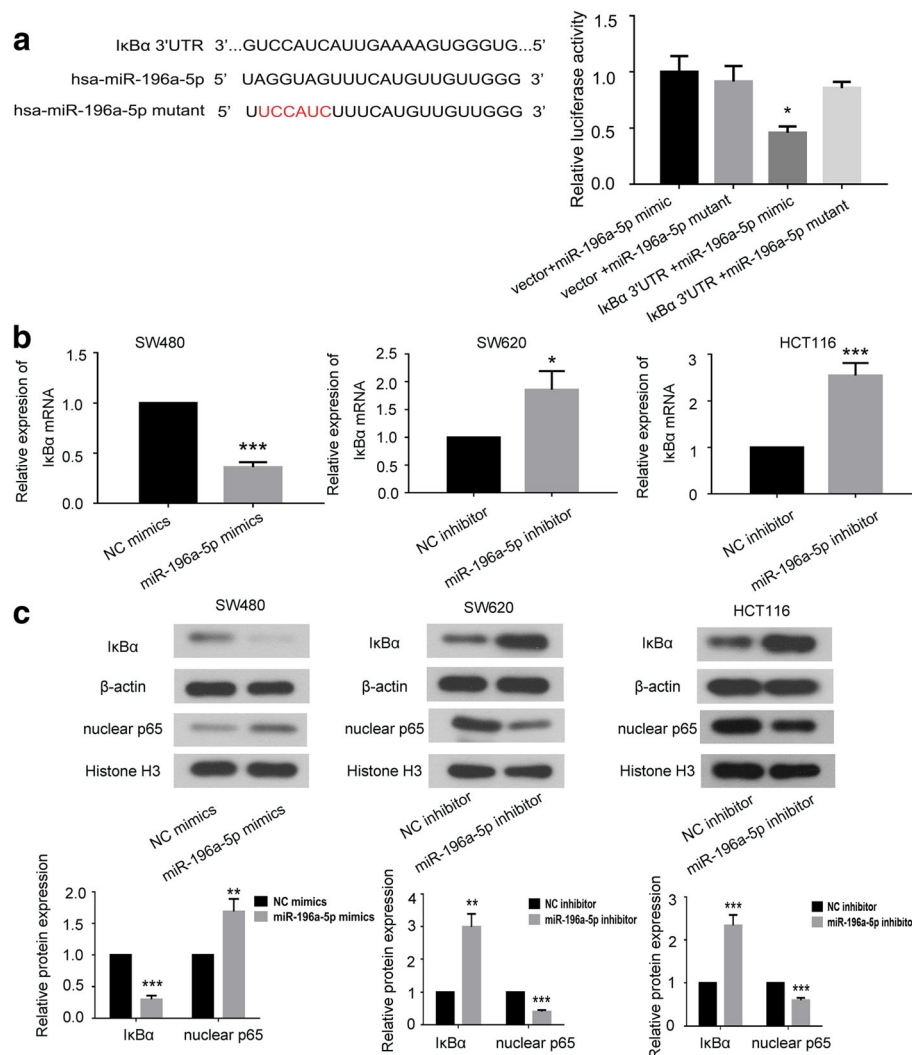 a
IκBα 3'UTR 3'...GUCCAUCAUUGAAAAGUGGGUG...5'
hsa-miR-196a-5p 5' UAGGUAGUUUCAUGUUGUUGGG 3'
hsa-miR-196a-5p mutant 5' UUCCAUCUUUCAUGUUGUUGGG 3'
Relative luciferase activity
1.5
1.0
0.5
0.0
*
vector+miR-196a-5p mimic
vector +miR-196a-5p mutant
IκBα 3'UTR +miR-196a-5p mimic
IκBα 3'UTR +miR-196a-5p mutant
b
SW480
Relative expresion of
IκBα mRNA
1.5
1.0
0.5
0.0
***
NC mimics
miR-196a-5p mimics
SW620
Relative expresion of
IκBα mRNA
2.5
2.0
1.5
1.0
0.5
0.0
*
NC inhibitor
miR-196a-5p inhibitor
HCT116
Relative expresion of
IκBα mRNA
3
2
1
0
***
NC inhibitor
miR-196a-5p inhibitor
c
SW480
IκBα
β-actin
nuclear p65
Histone H3
NC mimics
miR-196a-5p mimics
SW620
IκBα
β-actin
nuclear p65
Histone H3
NC inhibitor
miR-196a-5p inhibitor
HCT116
IκBα
β-actin
nuclear p65
Histone H3
NC inhibitor
miR-196a-5p inhibitor
Relative protein expression
2.0
1.5
1.0
0.5
0.0
***
**
NC mimics
miR-196a-5p mimics
IκBα nuclear p65
Relative protein expression
4
3
2
1
0
**
***
NC inhibitor
miR-196a-5p inhibitor
IκBα nuclear p65
Relative protein expression
3
2
1
0
***
***
NC inhibitor
miR-196a-5p inhibito
IκBα nuclear p65